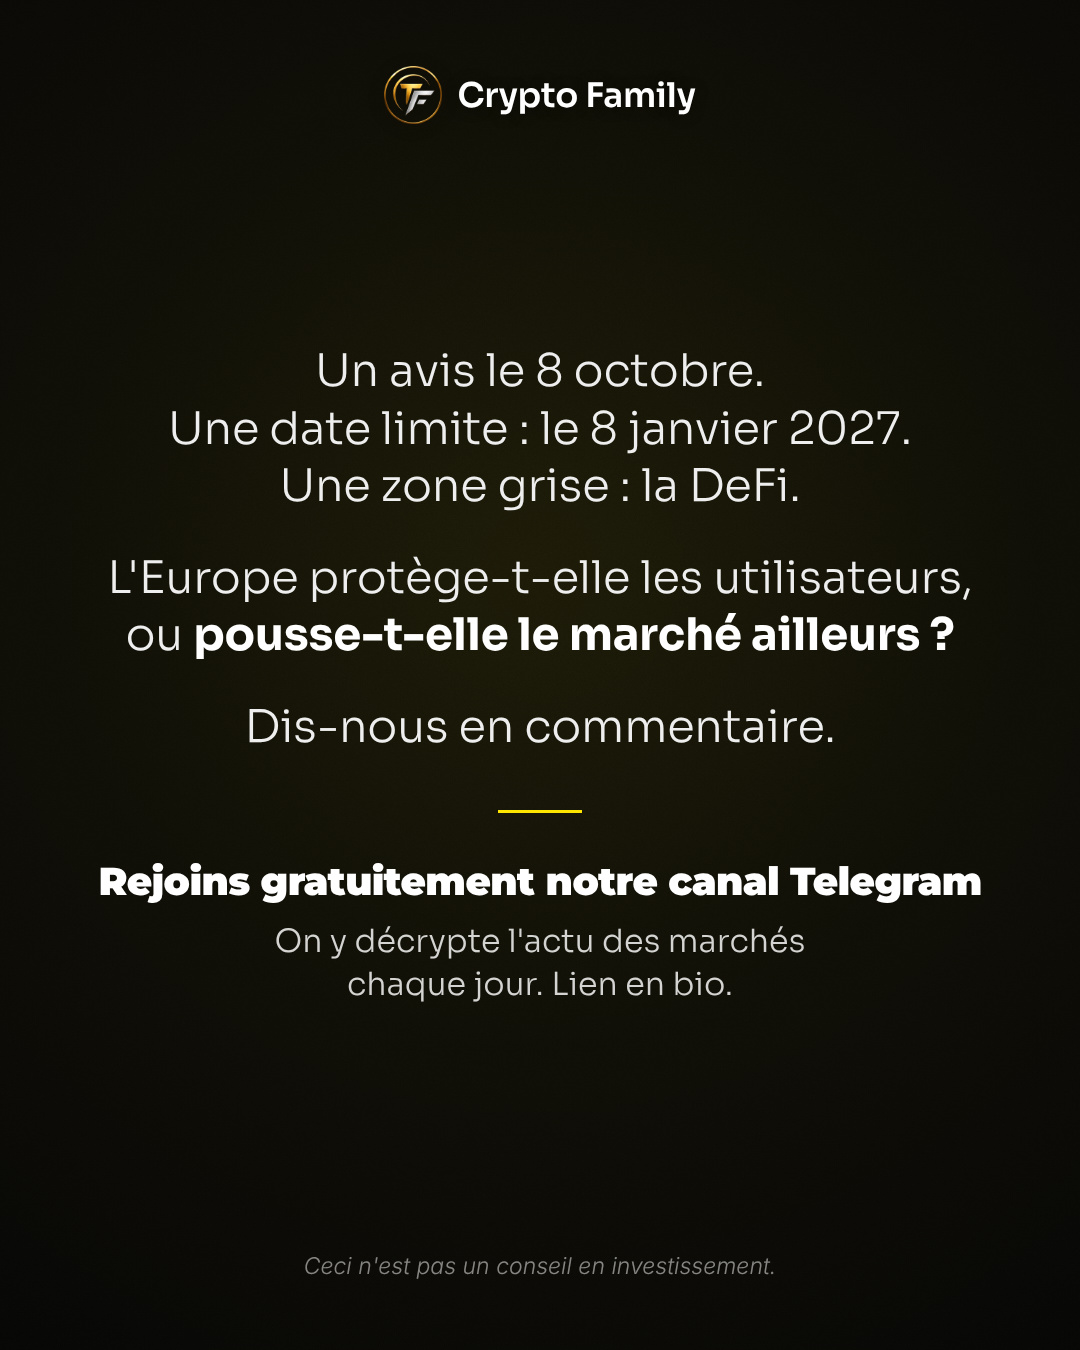 TF Crypto Family
Un avis le 8 octobre.
Une date limite : le 8 janvier 2027.
Une zone grise : la DeFi.
L'Europe protège-t-elle les utilisateurs,
ou pousse-t-elle le marché ailleurs ?
Dis-nous en commentaire.
Rejoins gratuitement notre canal Telegram
On y décrypte l'actu des marchés
chaque jour. Lien en bio.
Ceci n'est pas un conseil en investissement.